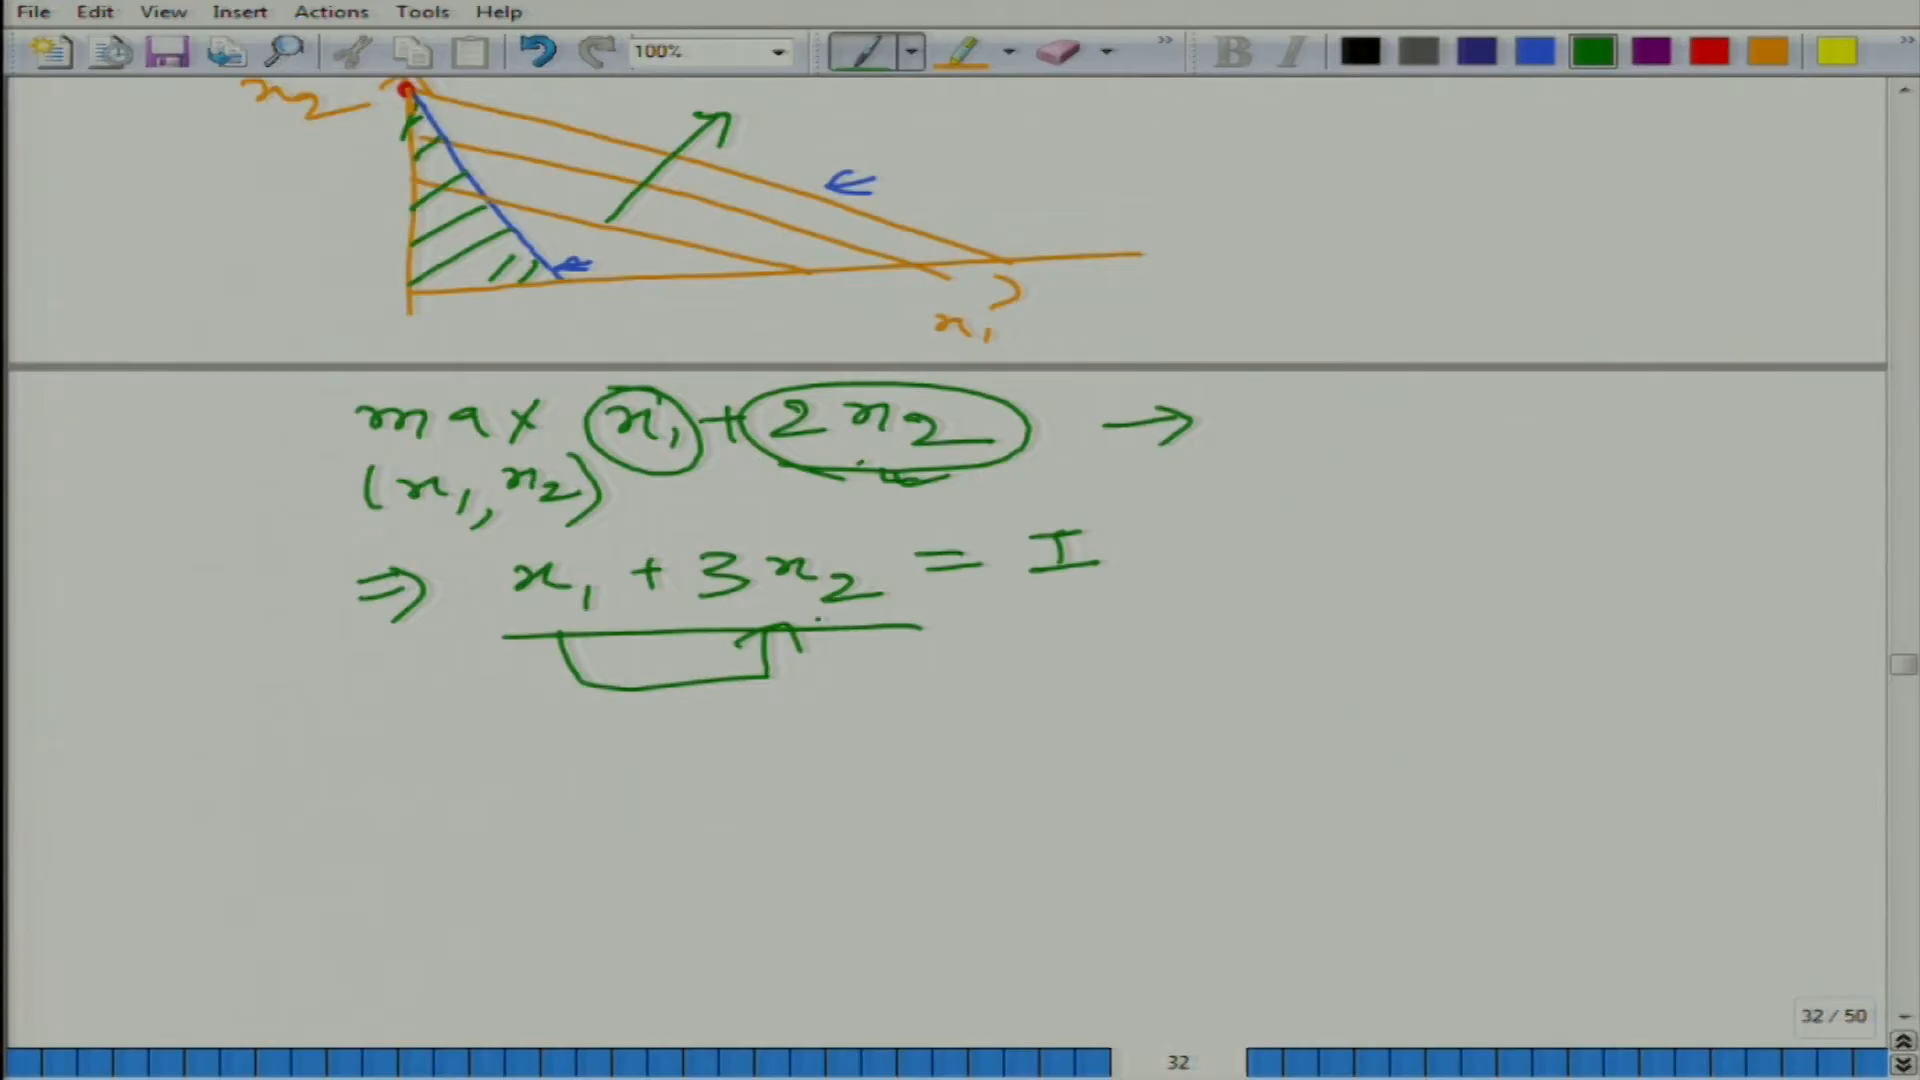 File Edit View Insert Actions Tools Help
100% B I
x2
x1
max x1 + 2x2 →
(x1, x2)
⇒ x1 + 3x2 = I
32 / 50
32